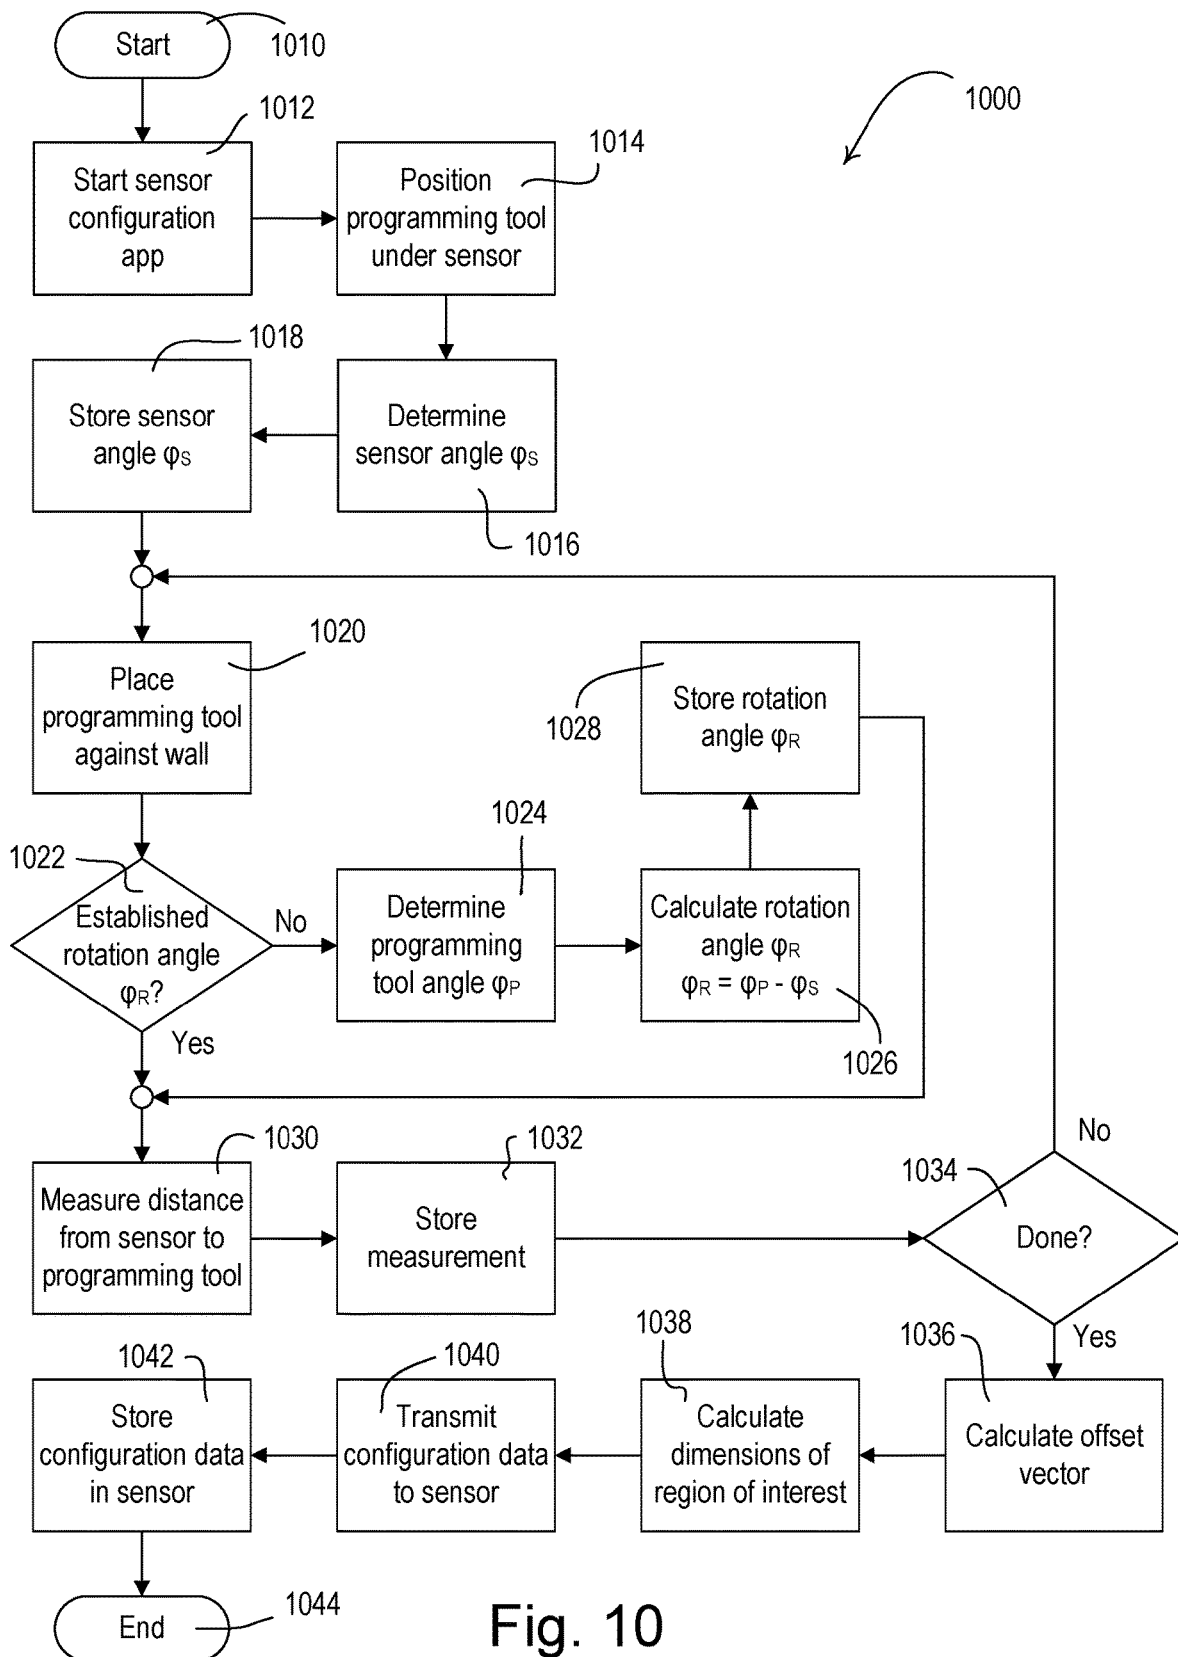 Start
1010
1000
1012
Start sensor
configuration
app
1014
Position
programming tool
under sensor
1018
Store sensor
angle φS
Determine
sensor angle φS
1016
1020
Place
programming tool
against wall
1028
Store rotation
angle φR
1022
Established
rotation angle
φR?
No
Yes
1024
Determine
programming
tool angle φP
Calculate rotation
angle φR
φR = φP - φS
1026
1030
Measure distance
from sensor to
programming tool
1032
Store
measurement
1034
Done?
No
Yes
1036
Calculate offset
vector
1038
Calculate
dimensions of
region of interest
1040
Transmit
configuration data
to sensor
1042
Store
configuration data
in sensor
End
1044
Fig. 10